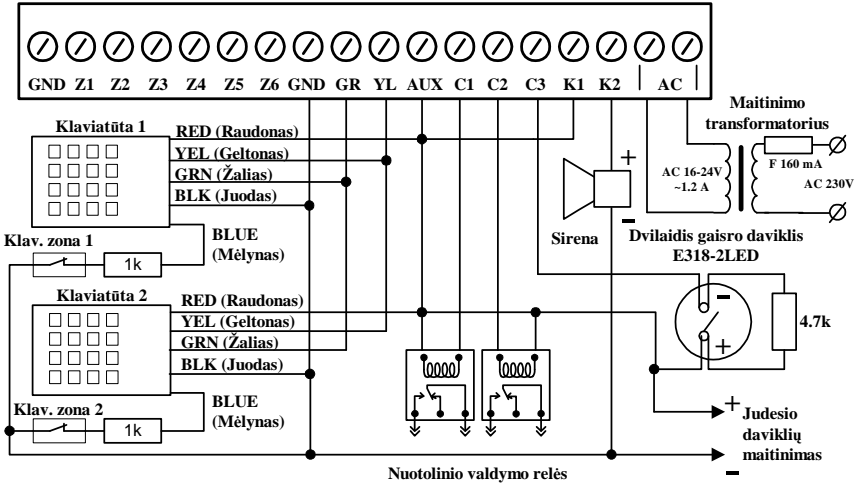 GND Z1 Z2 Z3 Z4 Z5 Z6 GND GR YL AUX C1 C2 C3 K1 K2 AC
Klaviatūra 1
RED (Raudonas)
YEL (Geltonas)
GRN (Žalias)
BLK (Juodas)
BLUE
(Mėlynas)
Klav. zona 1
1k
Maitinimo
transformatorius
F 160 mA
AC 16-24V
~1.2 A
AC 230V
+
−
Sirena
Dvilaidis gaisro daviklis
E318-2LED
−
+
4.7k
Klaviatūra 2
RED (Raudonas)
YEL (Geltonas)
GRN (Žalias)
BLK (Juodas)
BLUE
(Mėlynas)
Klav. zona 2
1k
+
Judesio
daviklių
maitinimas
−
Nuotolinio valdymo relės